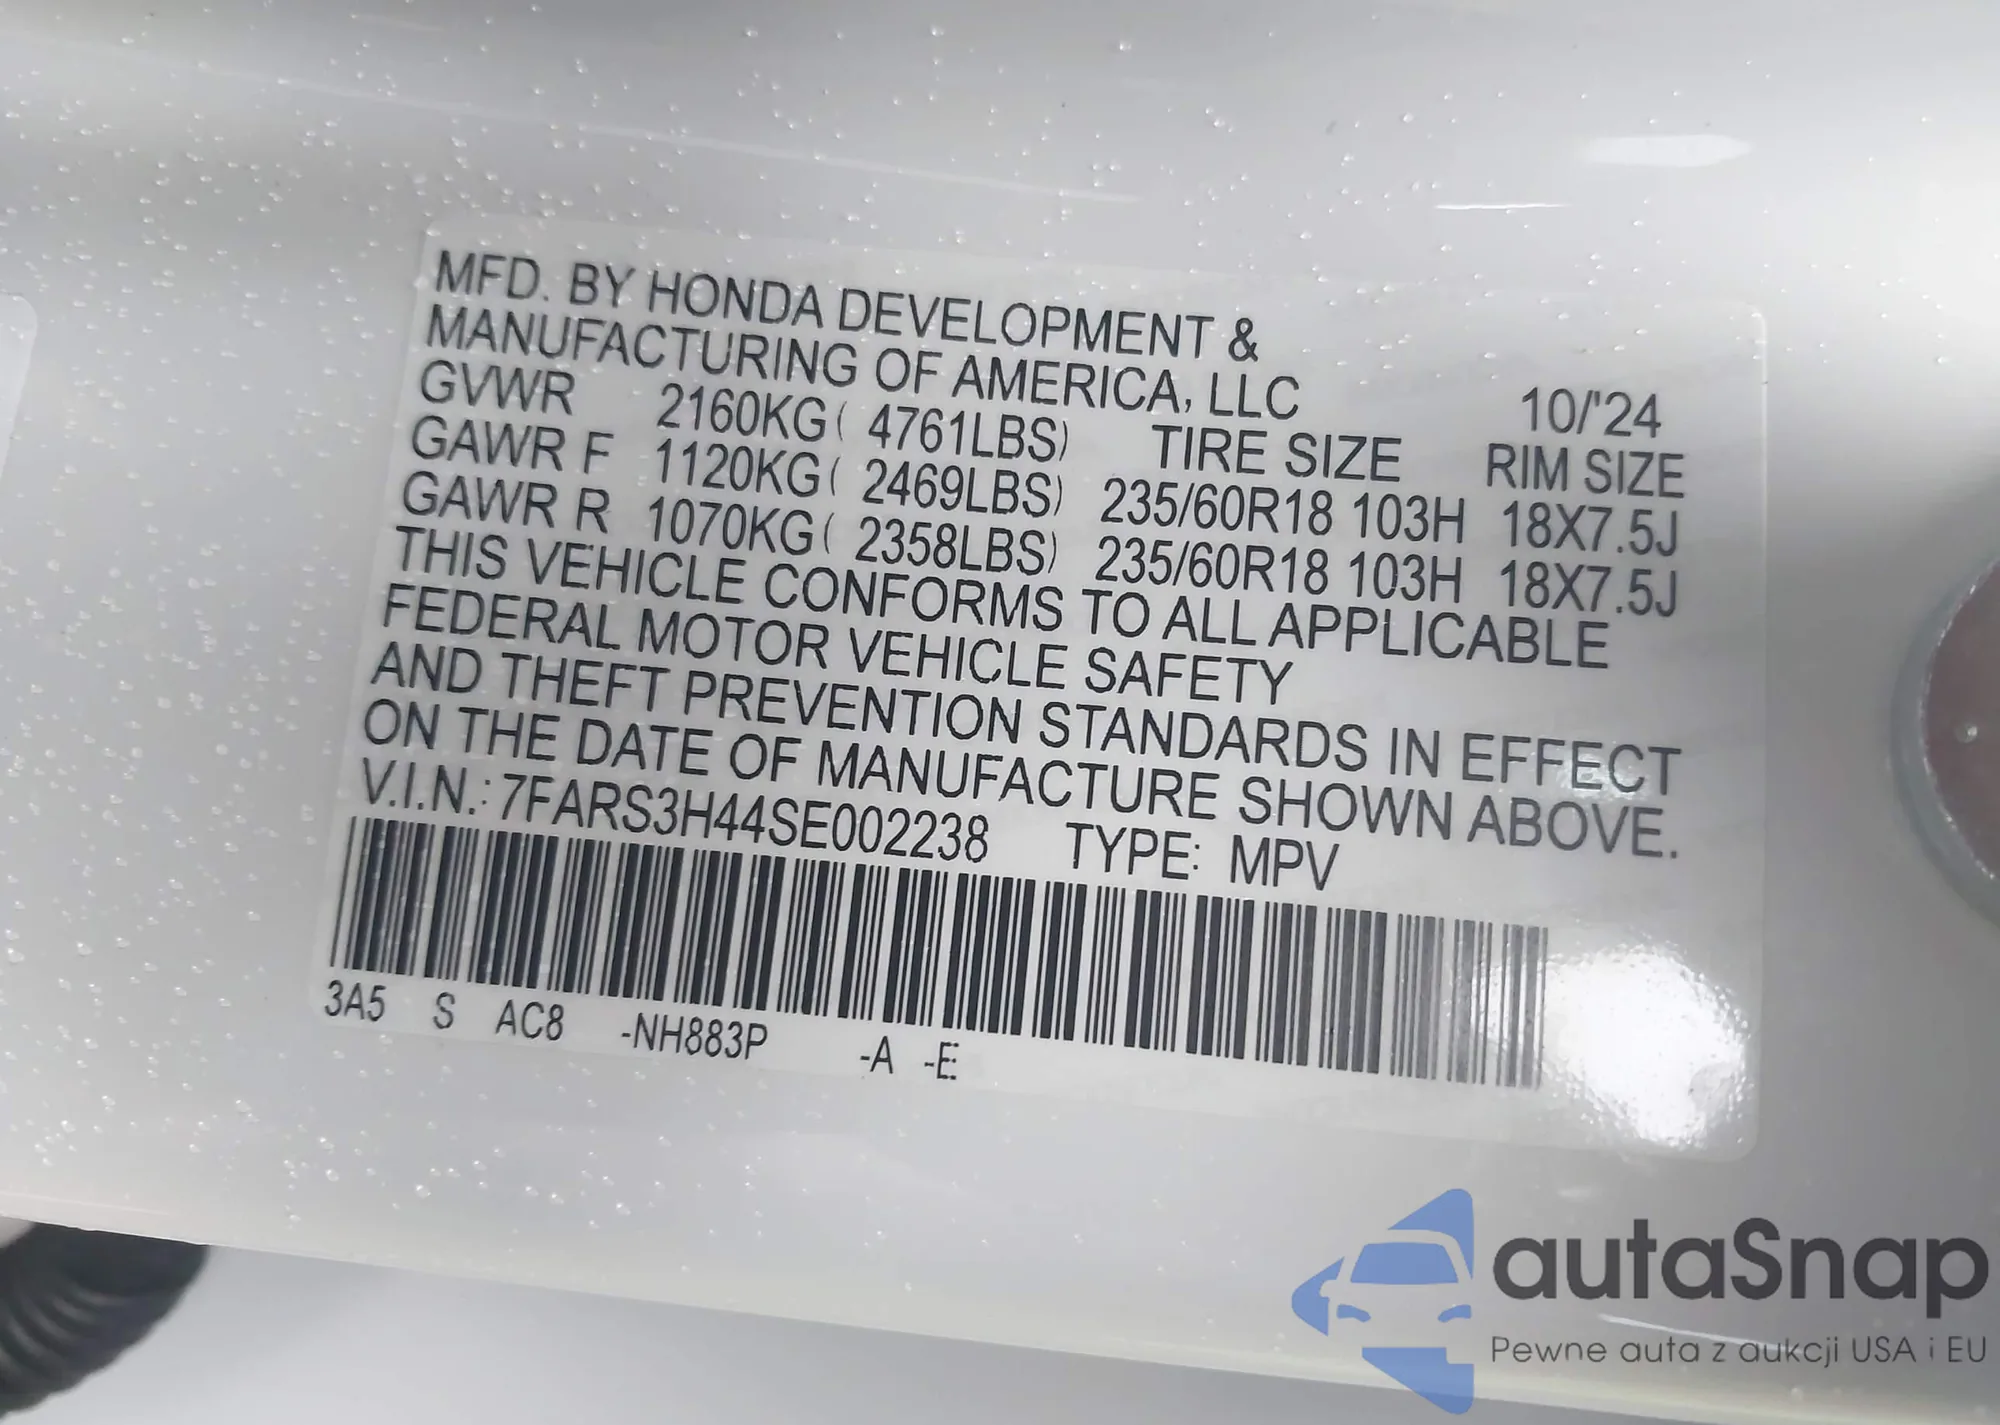 MFD. BY HONDA DEVELOPMENT &
MANUFACTURING OF AMERICA, LLC 10/'24
GVWR 2160KG( 4761LBS) TIRE SIZE RIM SIZE
GAWR F 1120KG( 2469LBS) 235/60R18 103H 18X7.5J
GAWR R 1070KG( 2358LBS) 235/60R18 103H 18X7.5J
THIS VEHICLE CONFORMS TO ALL APPLICABLE
FEDERAL MOTOR VEHICLE SAFETY
AND THEFT PREVENTION STANDARDS IN EFFECT
ON THE DATE OF MANUFACTURE SHOWN ABOVE.
V.I.N.: 7FARS3H44SE002238 TYPE: MPV
3A5 S AC8 -NH883P -A -E
autaSnap
Pewne auta z aukcji USA i EU